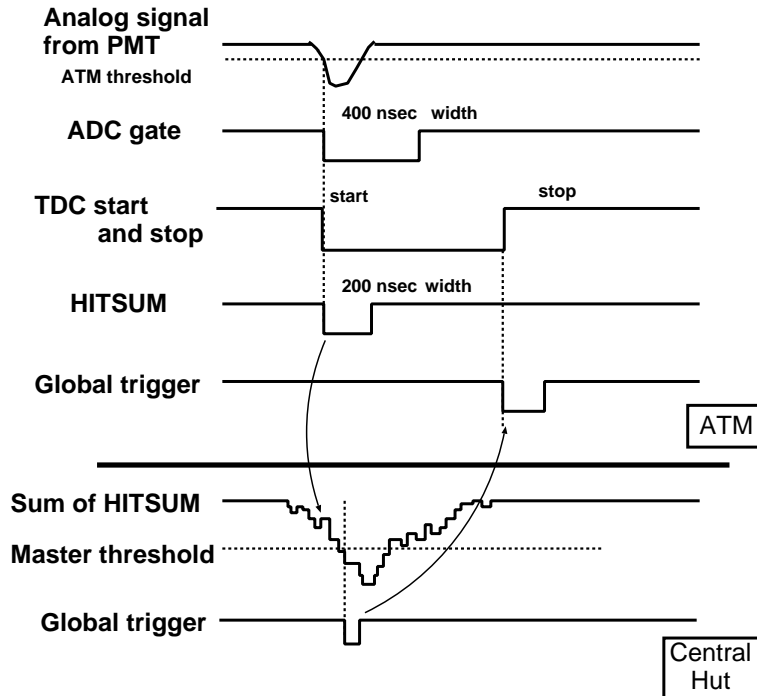 Analog signal
from PMT
ATM threshold
400 nsec width
ADC gate
start
stop
TDC start
and stop
200 nsec width
HITSUM
Global trigger
ATM
Sum of HITSUM
Master threshold
Global trigger
Central
Hut